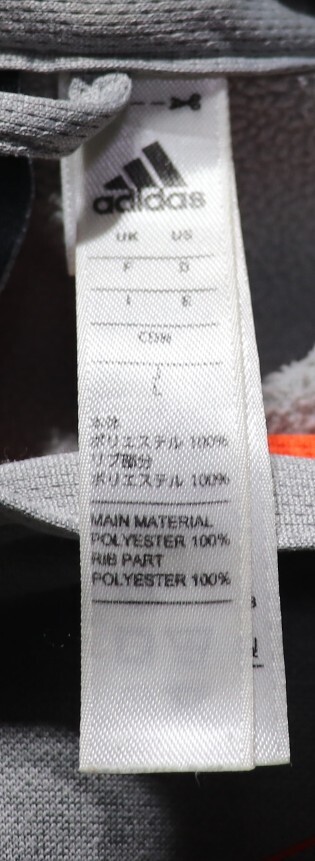 adidas
UK US
F D
I E
CDN
J
本体
ポリエステル 100%
リブ部分
ポリエステル 100%
MAIN MATERIAL
POLYESTER 100%
RIB PART
POLYESTER 100%